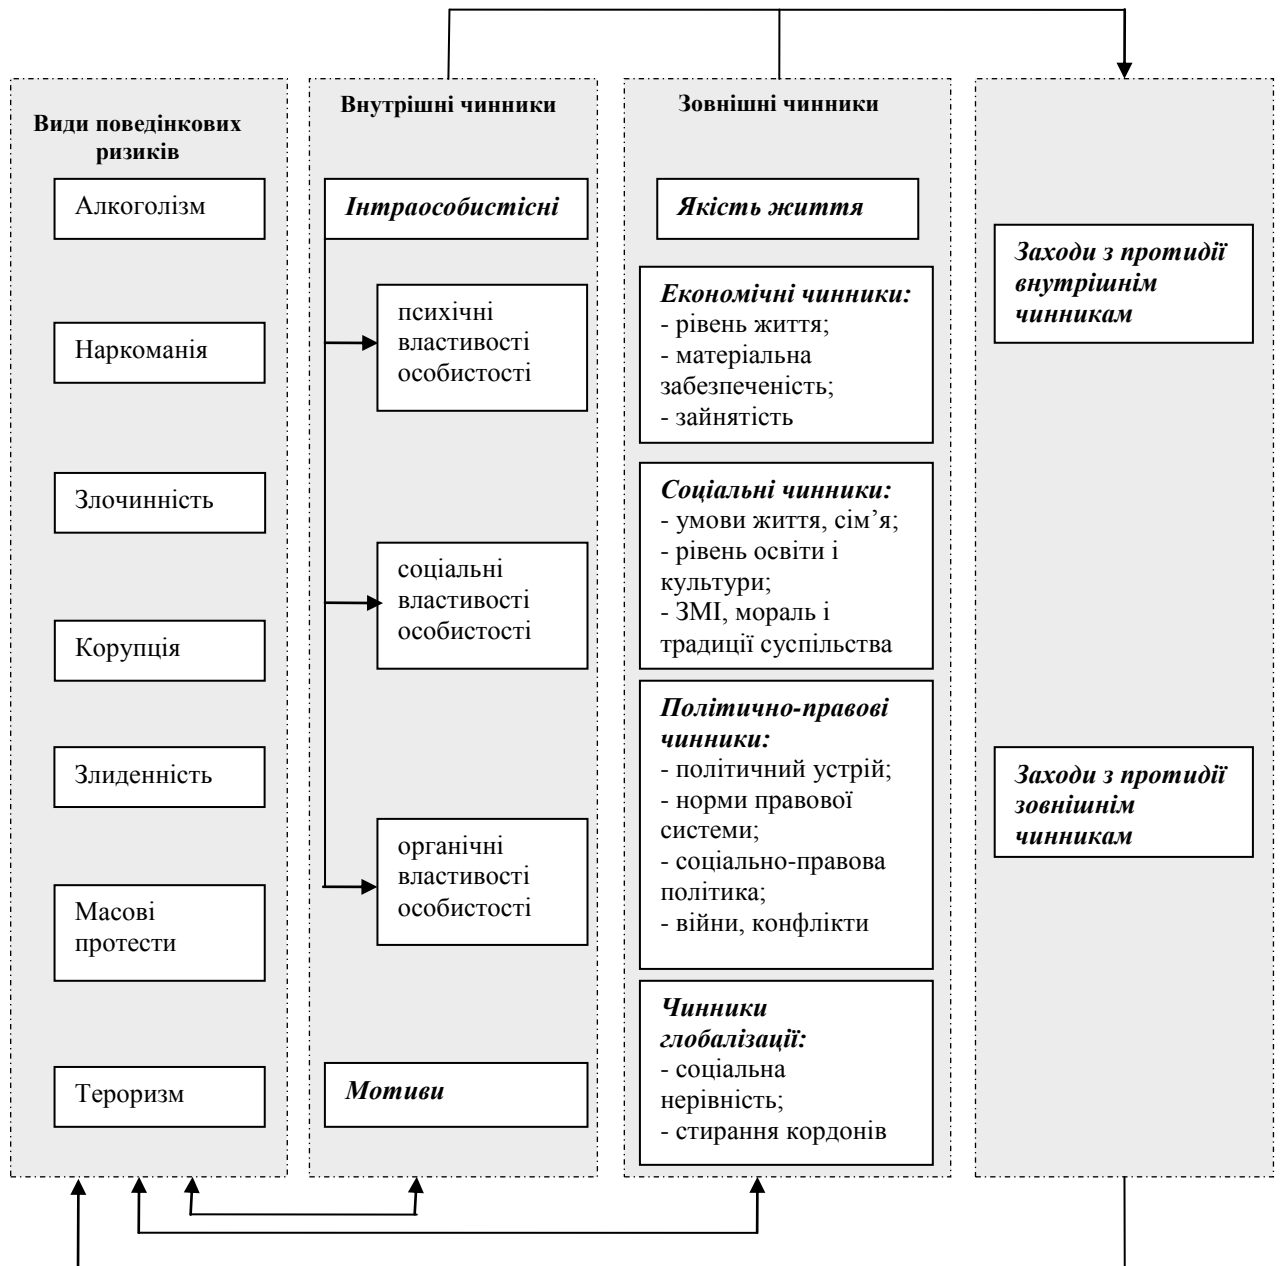 Види поведінкових
ризиків
Алкоголізм
Наркоманія
Злочинність
Корупція
Злиденність
Масові
протести
Тероризм
Внутрішні чинники
Інтраособистісні
психічні
властивості
особистості
соціальні
властивості
особистості
органічні
властивості
особистості
Мотиви
Зовнішні чинники
Якість життя
Економічні чинники:
- рівень життя;
- матеріальна
забезпеченість;
- зайнятість
Соціальні чинники:
- умови життя, сім’я;
- рівень освіти і
культури;
- ЗМІ, мораль і
традиції суспільства
Політично-правові
чинники:
- політичний устрій;
- норми правової
системи;
- соціально-правова
політика;
- війни, конфлікти
Чинники
глобалізації:
- соціальна
нерівність;
- стирання кордонів
Заходи з протидії
внутрішнім
чинникам
Заходи з протидії
зовнішнім
чинникам